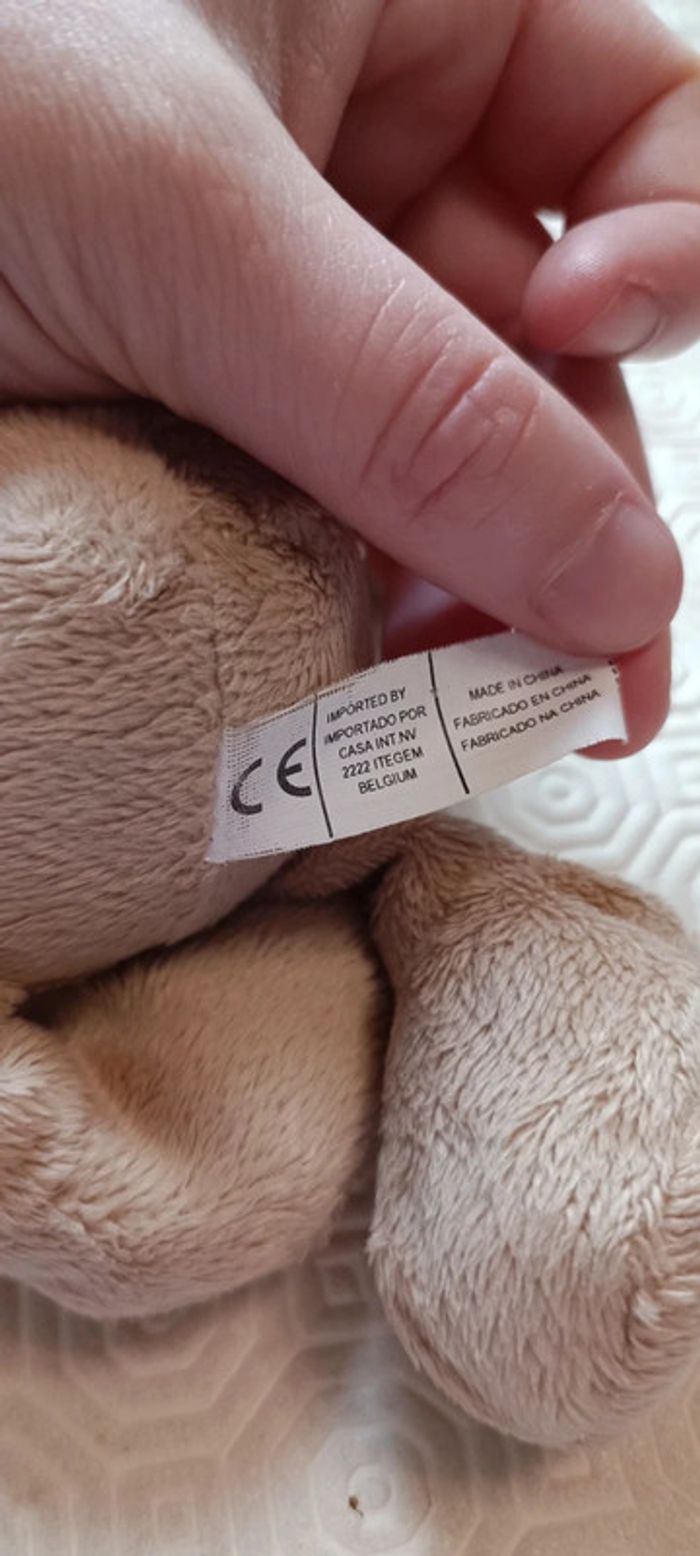 CE
IMPORTED BY
IMPORTADO POR
CASA INT.NV
2222 ITEGEM
BELGIUM
MADE IN CHINA
FABRICADO EN CHINA
FABRICADO NA CHINA